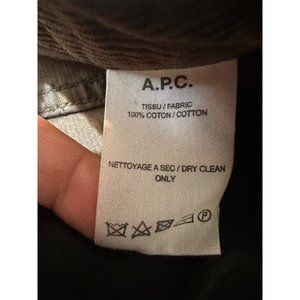 A.P.C.
TISSU / FABRIC
100% COTON / COTTON
NETTOYAGE A SEC / DRY CLEAN
ONLY
P